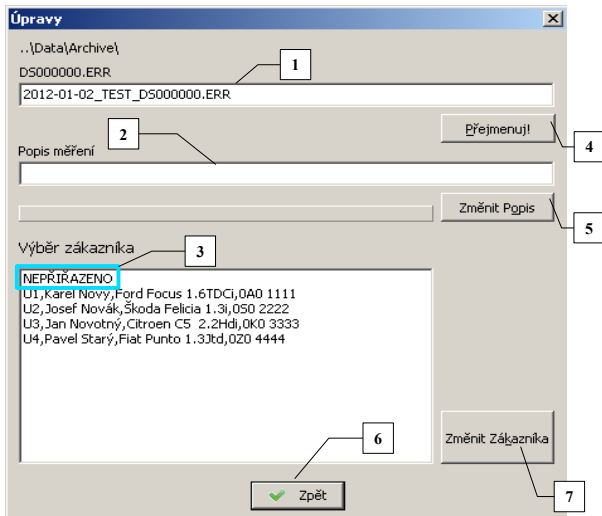 Úpravy
..\Data\Archive\
DS000000.ERR
1
2012-01-02_TEST_DS000000.ERR
2
Přejmenuj!
4
Popis měření
Změnit Popis
5
Výběr zákazníka
3
NEPŘIŘAZENO
U1,Karel Nový,Ford Focus 1.6TDCi,0A0 1111
U2,Josef Novák,Škoda Felicia 1.3i,0S0 2222
U3,Jan Novotný,Citroen C5  2.2Hdi,0K0 3333
U4,Pavel Starý,Fiat Punto 1.3Jtd,0Z0 4444
6
Změnit Zákazníka
Zpět
7